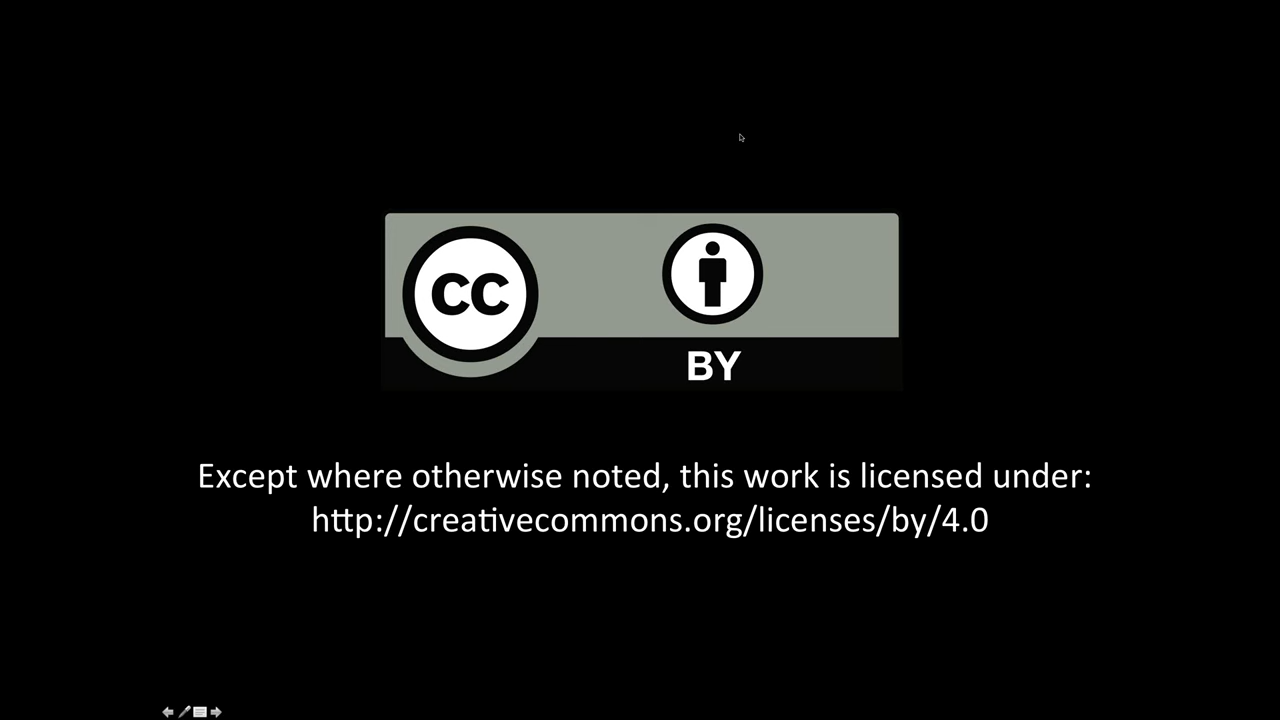 CC
BY
Except where otherwise noted, this work is licensed under:
http://creativecommons.org/licenses/by/4.0